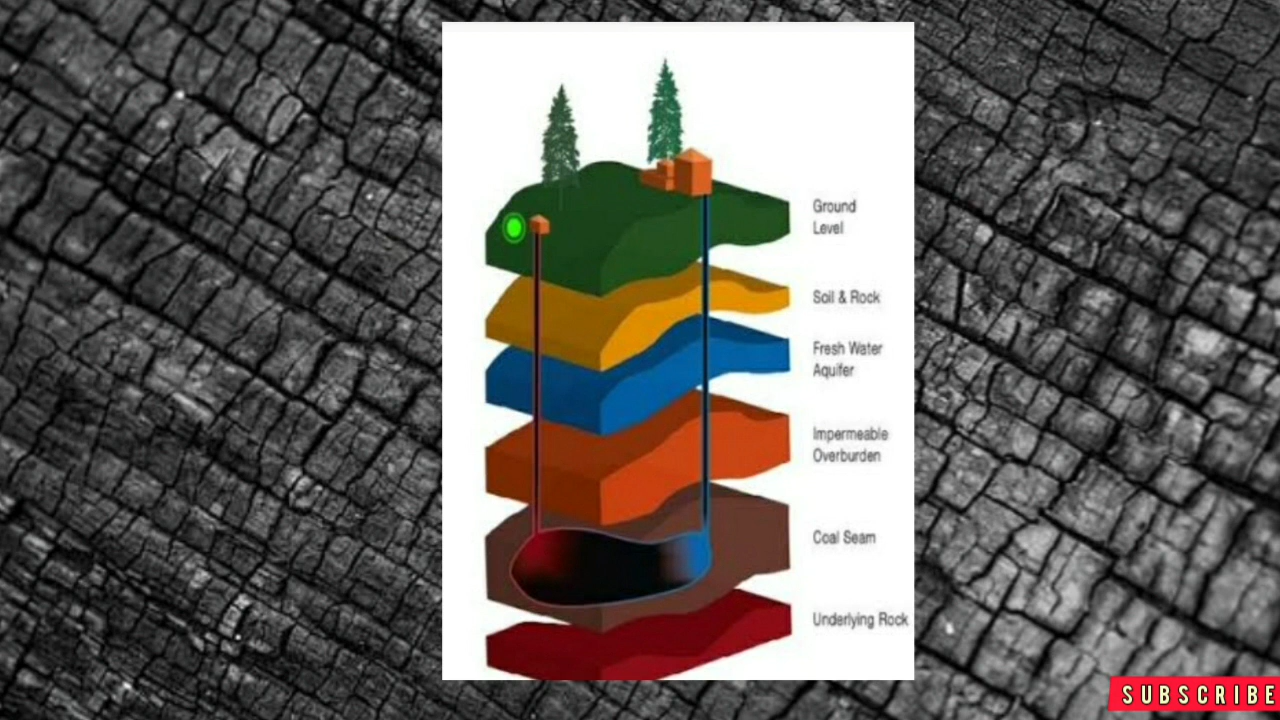 Ground
Level
Soil & Rock
Fresh Water
Aquifer
Impermeable
Overburden
Coal Seam
Underlying Rock
SUBSCRIBE